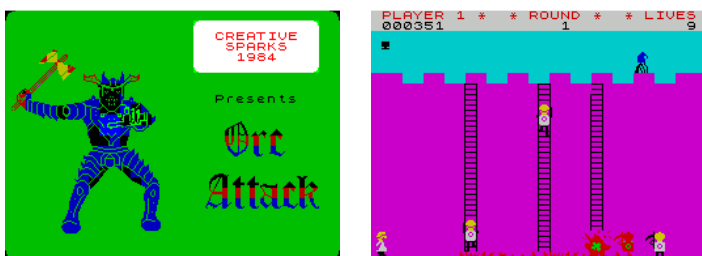 CREATIVE
SPARKS
1984
Presents
Orc
Attack
PLAYER 1 * * ROUND * * LIVES
000351 1 9